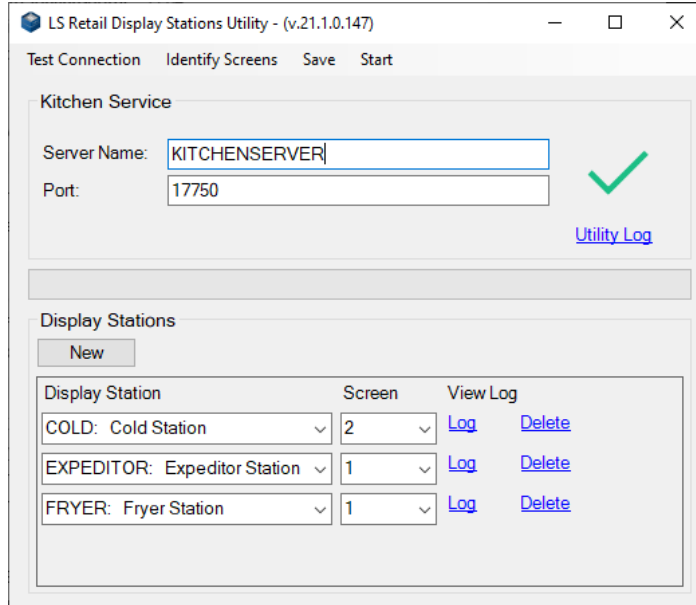 LS Retail Display Stations Utility - (v.21.1.0.147)
Test Connection Identify Screens Save Start
Kitchen Service
Server Name: KITCHENSERVER
Port: 17750
Utility Log
Display Stations
New
Display Station Screen View Log
COLD: Cold Station 2 Log Delete
EXPEDITOR: Expeditor Station 1 Log Delete
FRYER: Fryer Station 1 Log Delete